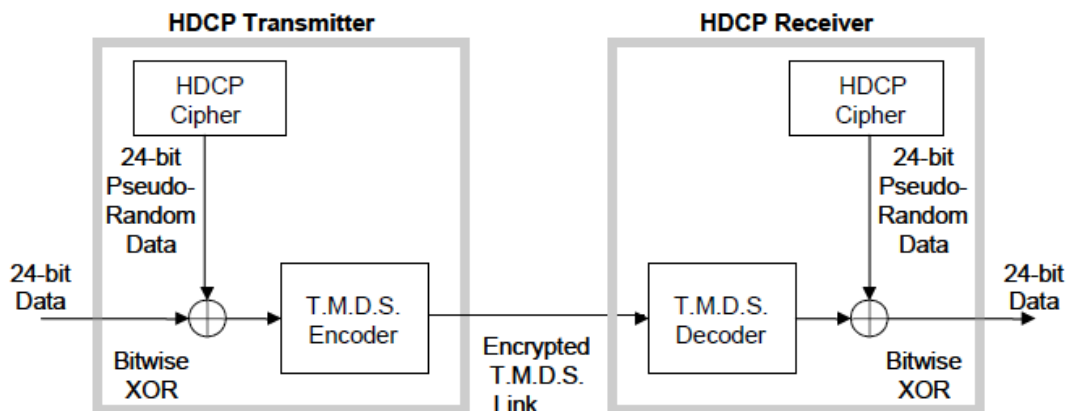 HDCP Transmitter
HDCP
Cipher
24-bit
Pseudo-
Random
Data
24-bit
Data
Bitwise
XOR
T.M.D.S.
Encoder
Encrypted
T.M.D.S.
Link
HDCP Receiver
HDCP
Cipher
24-bit
Pseudo-
Random
Data
T.M.D.S.
Decoder
Bitwise
XOR
24-bit
Data